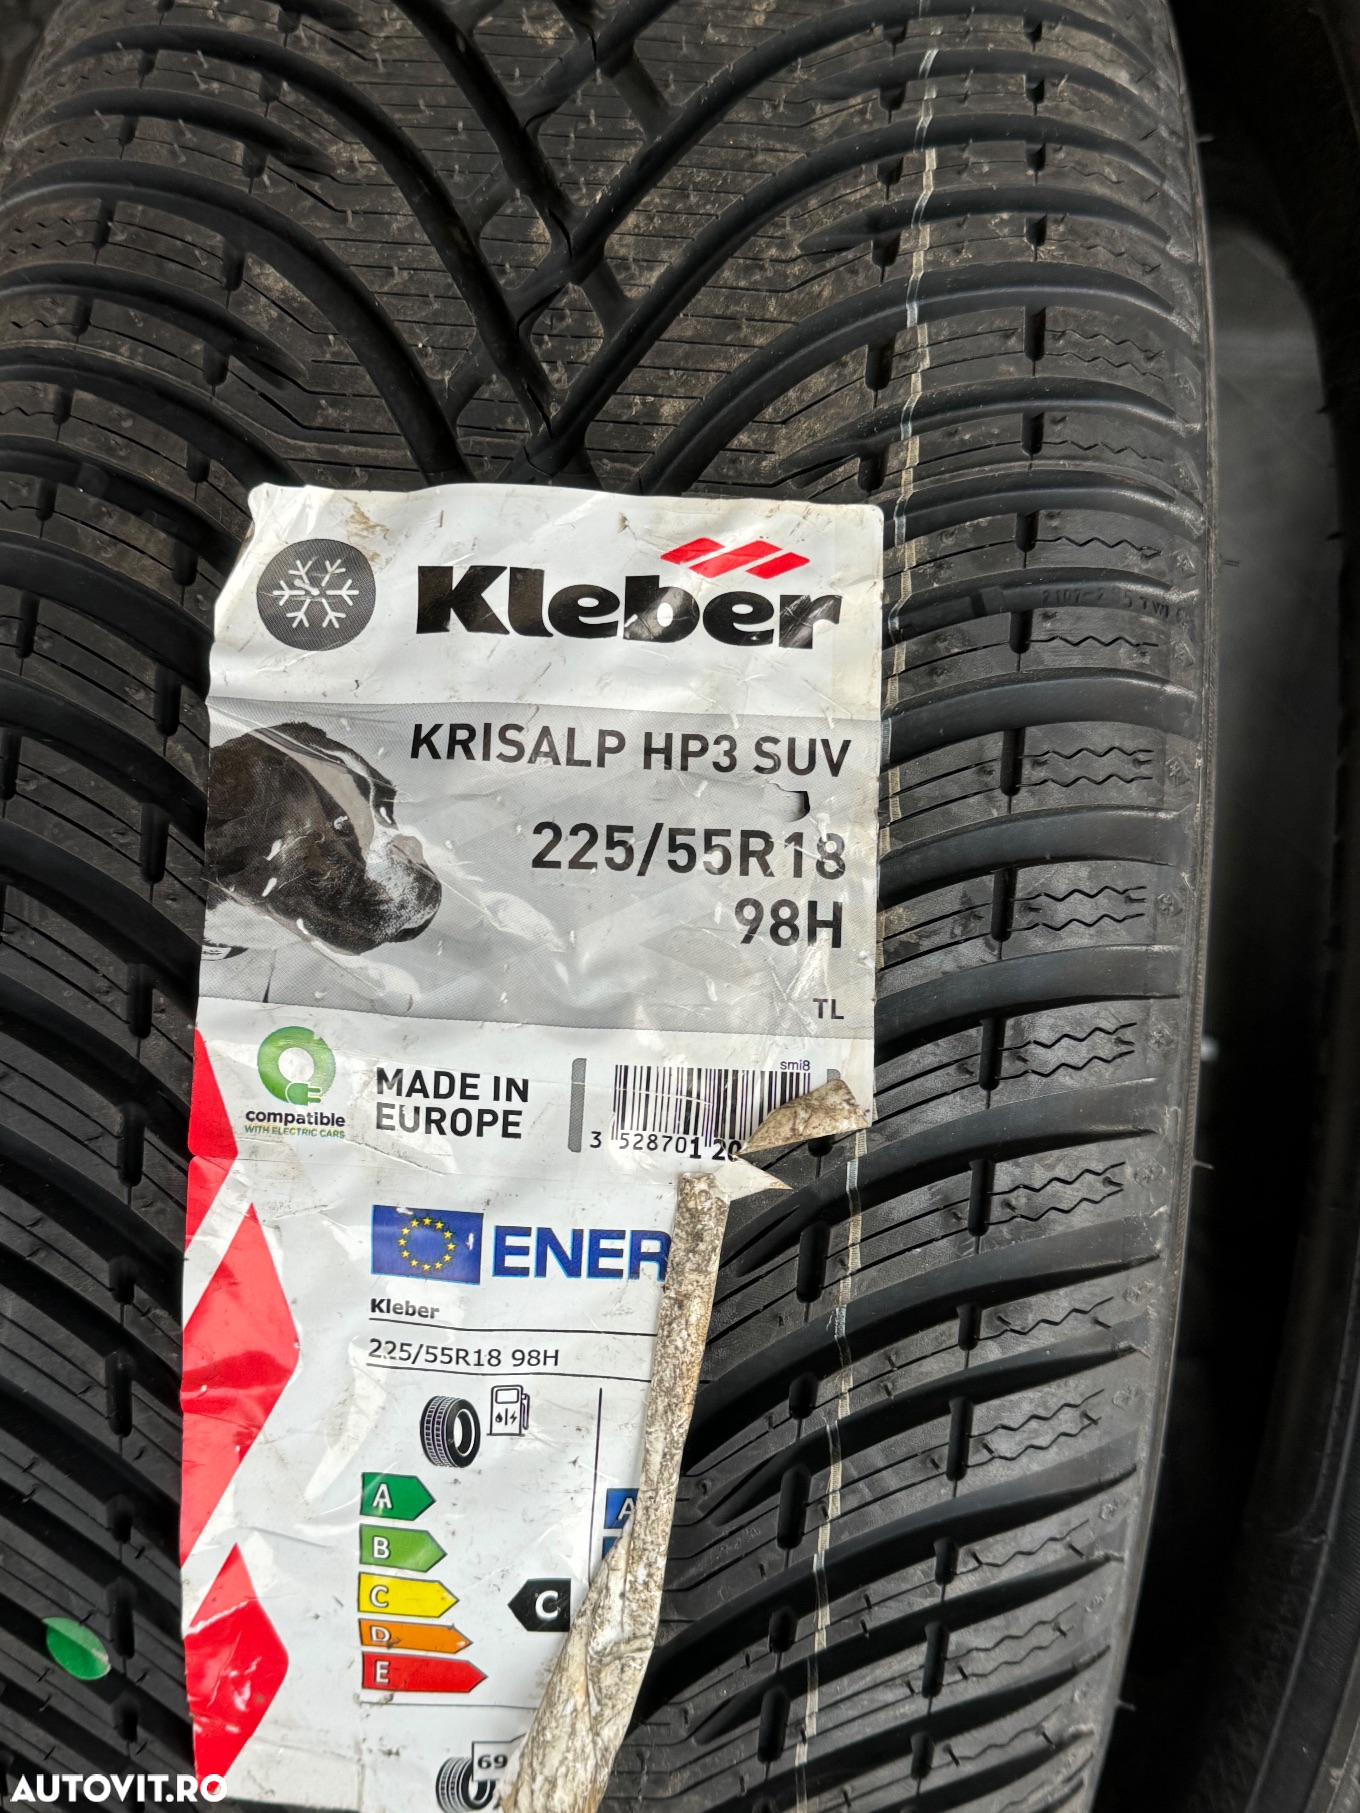 Kleber
KRISALP HP3 SUV
225/55R18
98H
TL
compatible
WITH ELECTRIC CARS
MADE IN
EUROPE
smi8
3 528701 20
ENER
Kleber
225/55R18 98H
A
B
C
D
E
C
A
69
AUTOVIT.RO